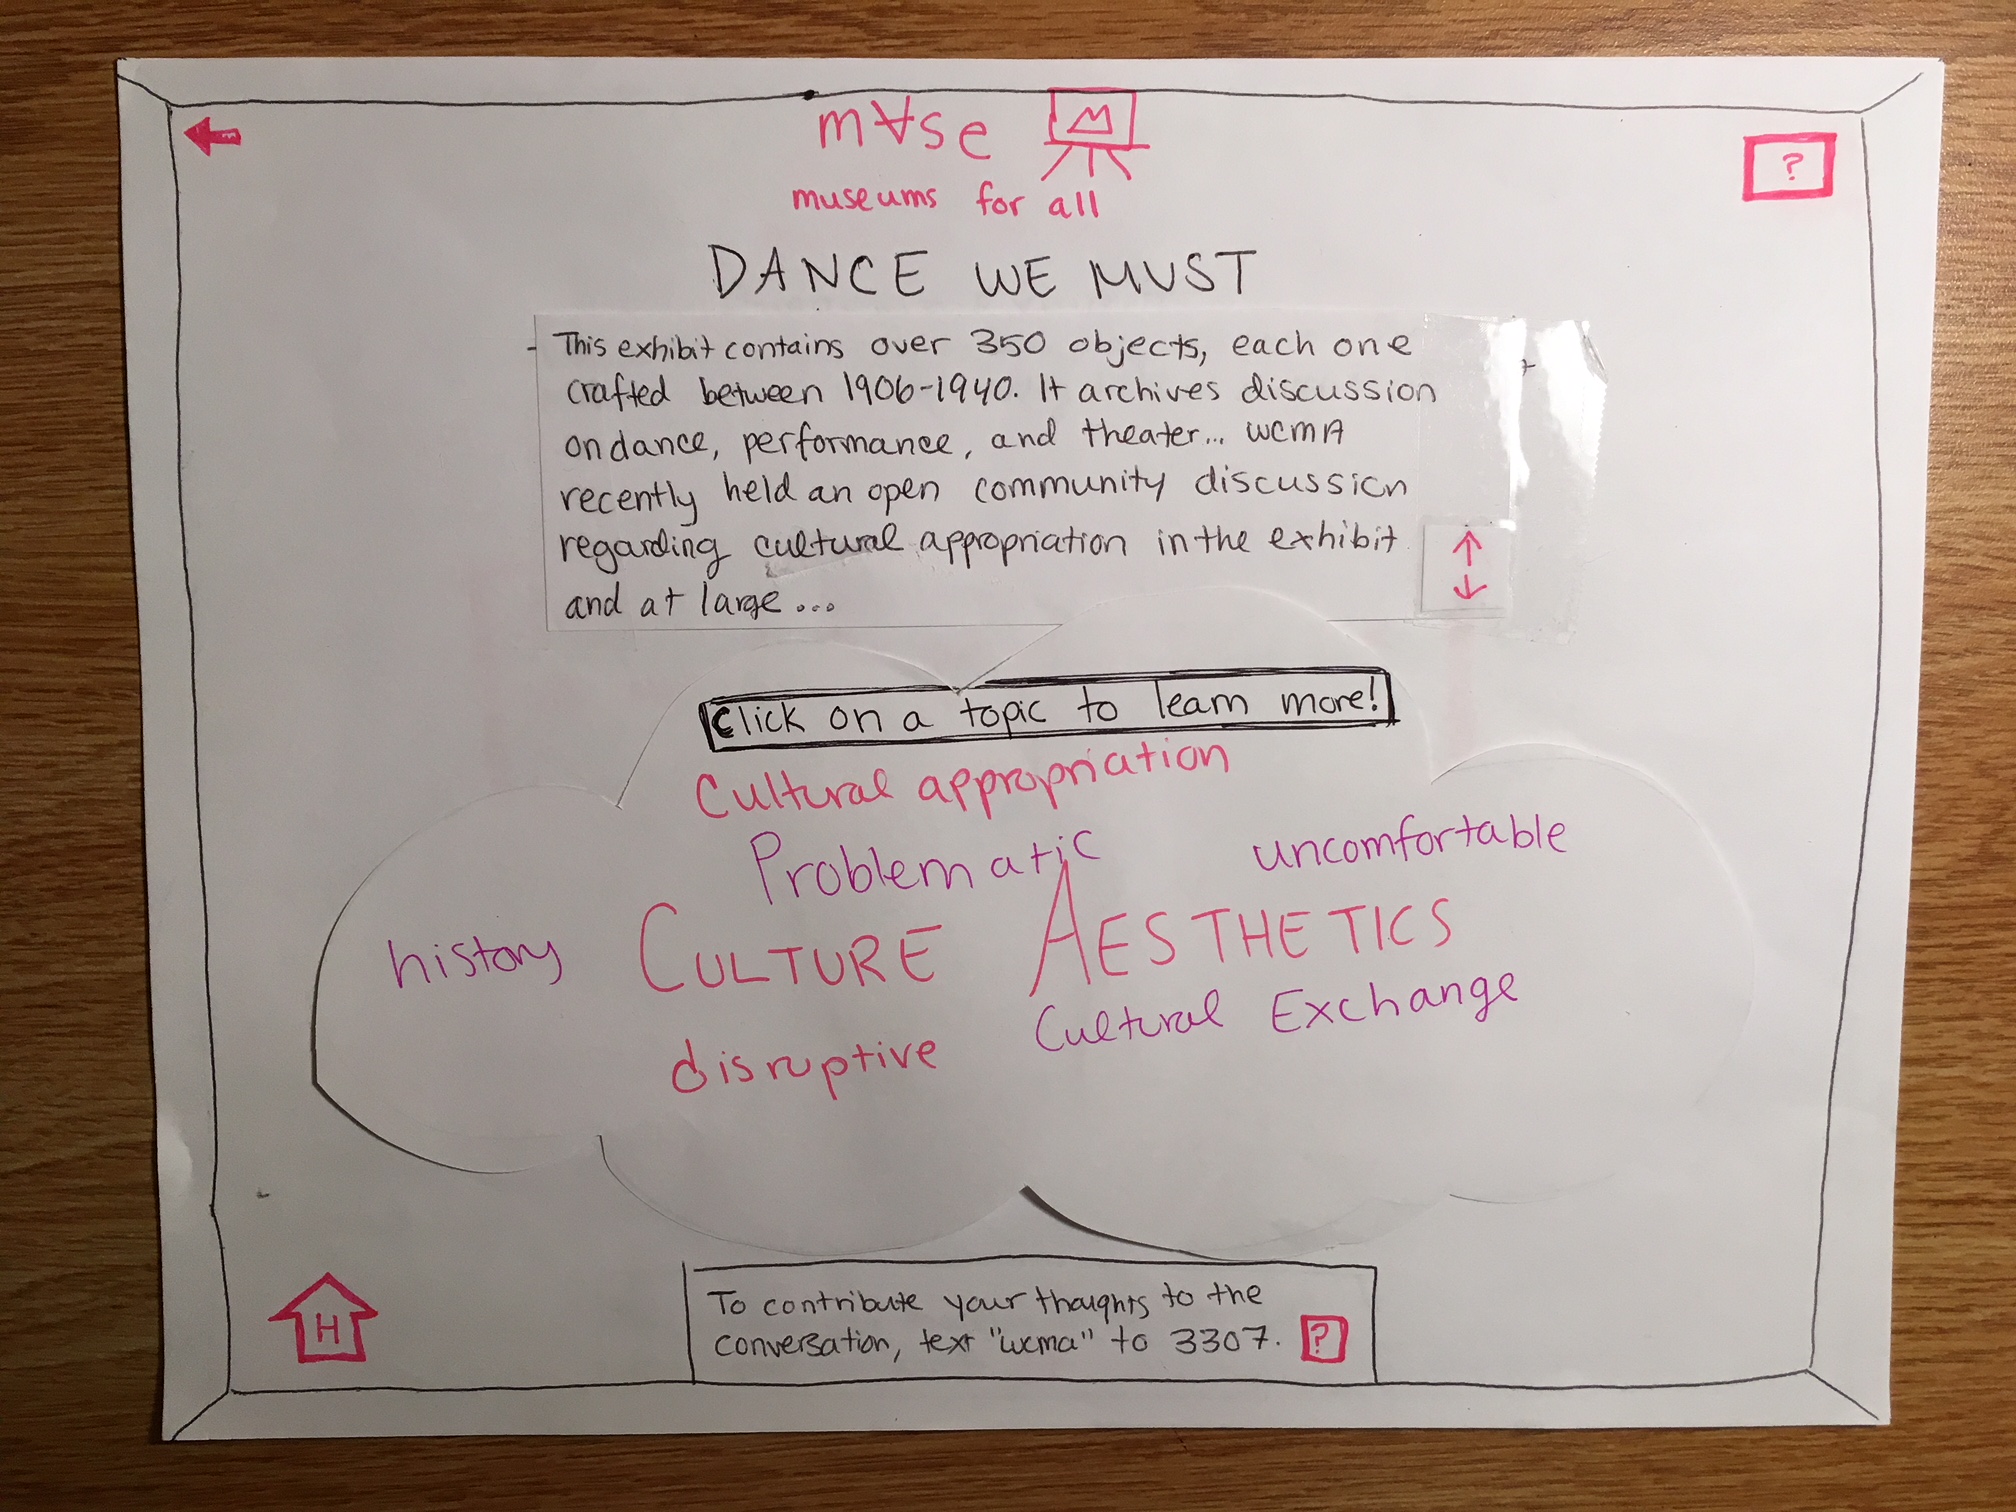 m∀se
M
museums for all
?
DANCE WE MUST
This exhibit contains over 350 objects, each one
crafted between 1906-1940. It archives discussion
on dance, performance, and theater... WCMA
recently held an open community discussion
regarding cultural appropriation in the exhibit
and at large...
Click on a topic to learn more!
Cultural appropriation
Problematic
uncomfortable
history
CULTURE
AESTHETICS
Cultural Exchange
disruptive
To contribute your thoughts to the
conversation, text "wcma" to 3307. ?
H